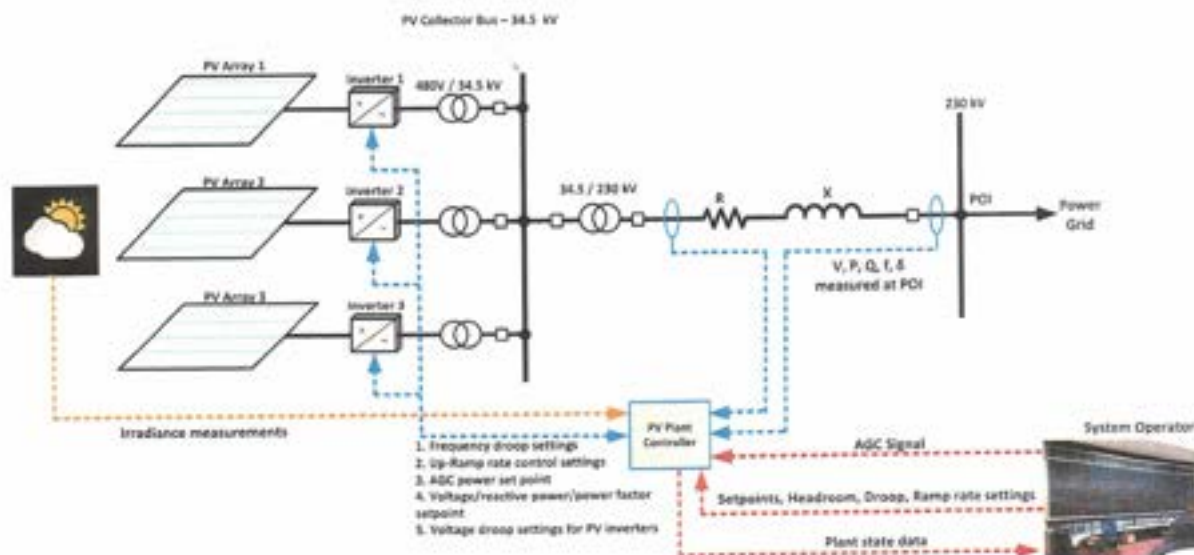 PV Collector Bus – 34.5 kV
PV Array 1
Inverter 1
480V / 34.5 kV
230 kV
PV Array 2
Inverter 2
34.5 / 230 kV
R
X
POI
Power
Grid
V, P, Q, f, δ
measured at POI
PV Array 3
Inverter 3
Irradiance measurements
1. Frequency droop settings
2. Up-Ramp rate control settings
3. AGC power set point
4. Voltage/reactive power/power factor
setpoint
5. Voltage droop settings for PV inverters
PV Plant
Controller
System Operator
AGC Signal
Setpoints, Headroom, Droop, Ramp rate settings
Plant state data